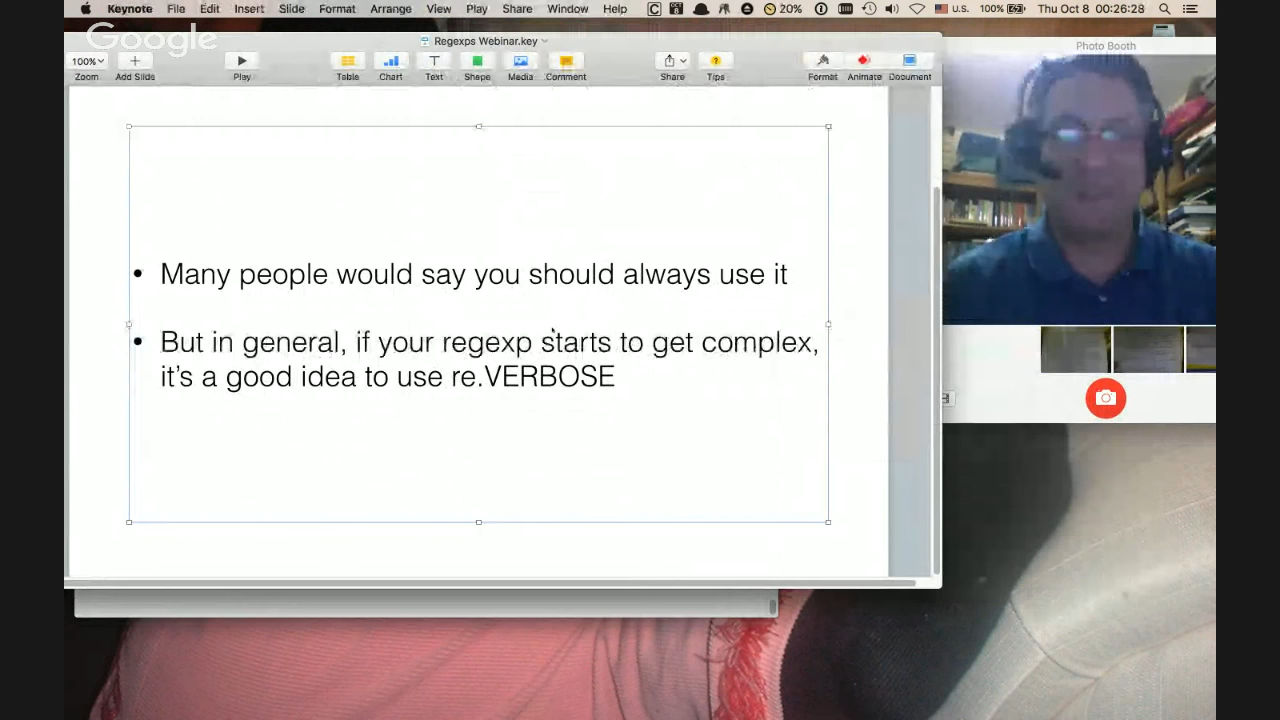 Keynote File Edit Insert Slide Format Arrange View Play Share Window Help 20% U.S. 100% Thu Oct 8 00:26:28
Google
Regexps Webinar.key
Photo Booth
100%
Zoom Add Slide Play Table Chart Text Shape Media Comment Share Tips Format Animate Document
• Many people would say you should always use it
• But in general, if your regexp starts to get complex,
it's a good idea to use re.VERBOSE